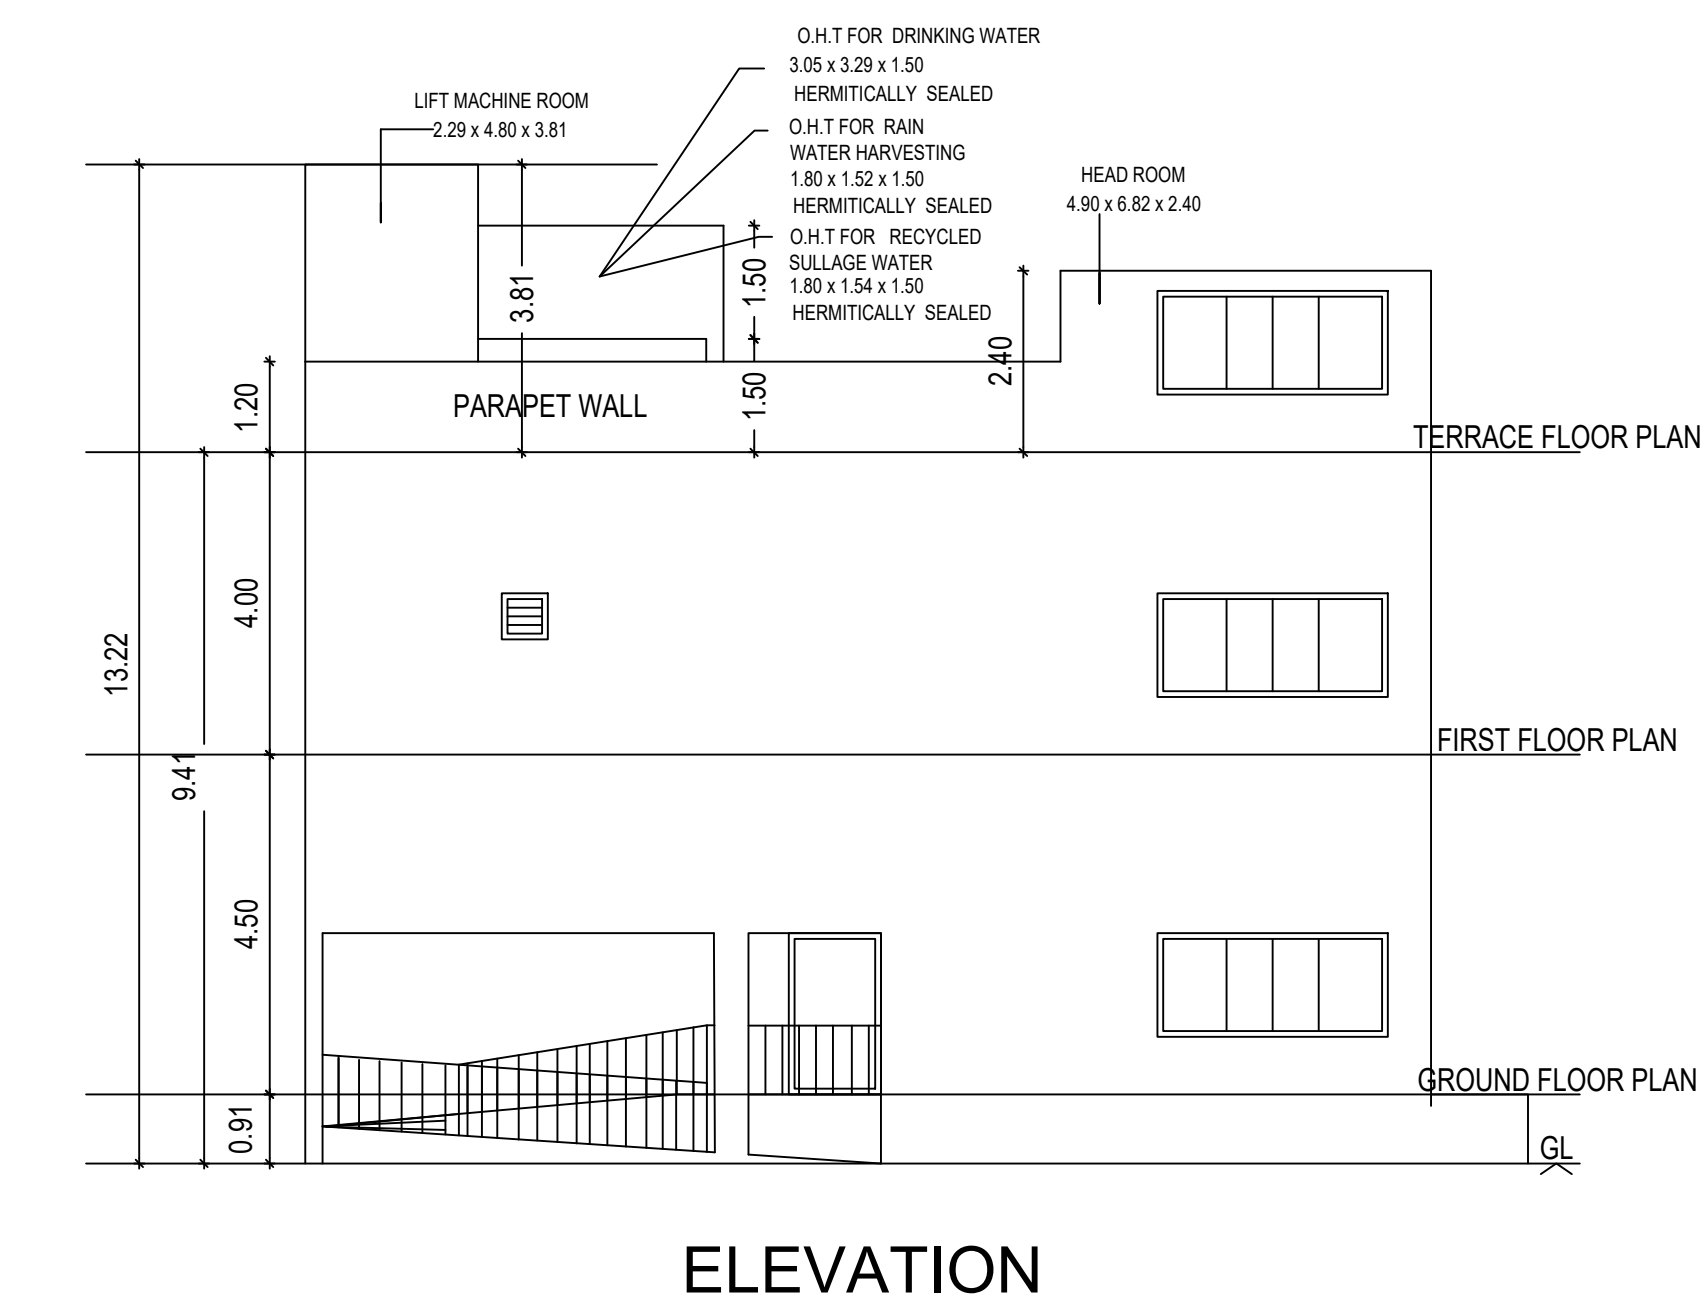 O.H.T FOR DRINKING WATER
3.05 x 3.29 x 1.50
HERMITICALLY SEALED
LIFT MACHINE ROOM
2.29 x 4.80 x 3.81
O.H.T FOR RAIN
WATER HARVESTING
1.80 x 1.52 x 1.50
HERMITICALLY SEALED
HEAD ROOM
4.90 x 6.82 x 2.40
O.H.T FOR RECYCLED
SULLAGE WATER
1.80 x 1.54 x 1.50
HERMITICALLY SEALED
3.81
1.50
2.40
1.20
PARAPET WALL
1.50
TERRACE FLOOR PLAN
4.00
13.22
FIRST FLOOR PLAN
9.41
4.50
GROUND FLOOR PLAN
0.91
GL
ELEVATION